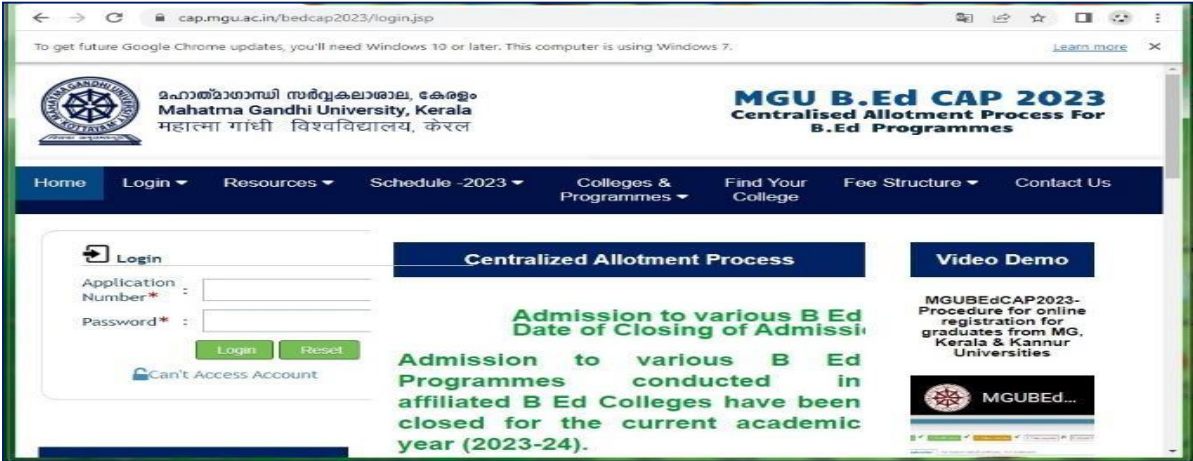 cap.mgu.ac.in/bedcap2023/login.jsp
To get future Google Chrome updates, you'll need Windows 10 or later. This computer is using Windows 7.
Learn more
മഹാത്മാഗാന്ധി സർവ്വകലാശാല, കേരളം
Mahatma Gandhi University, Kerala
महात्मा गांधी विश्वविद्यालय, केरल
MGU B.Ed CAP 2023
Centralised Allotment Process For
B.Ed Programmes
Home
Login
Resources
Schedule -2023
Colleges &
Programmes
Find Your
College
Fee Structure
Contact Us
Login
Application
Number* :
Password* :
Login Reset
Can't Access Account
Centralized Allotment Process
Admission to various B Ed
Date of Closing of Admissi
Admission to various B Ed
Programmes conducted in
affiliated B Ed Colleges have been
closed for the current academic
year (2023-24).
Video Demo
MGUBEdCAP2023-
Procedure for online
registration for
graduates from MG,
Kerala & Kannur
Universities
MGUBEd...